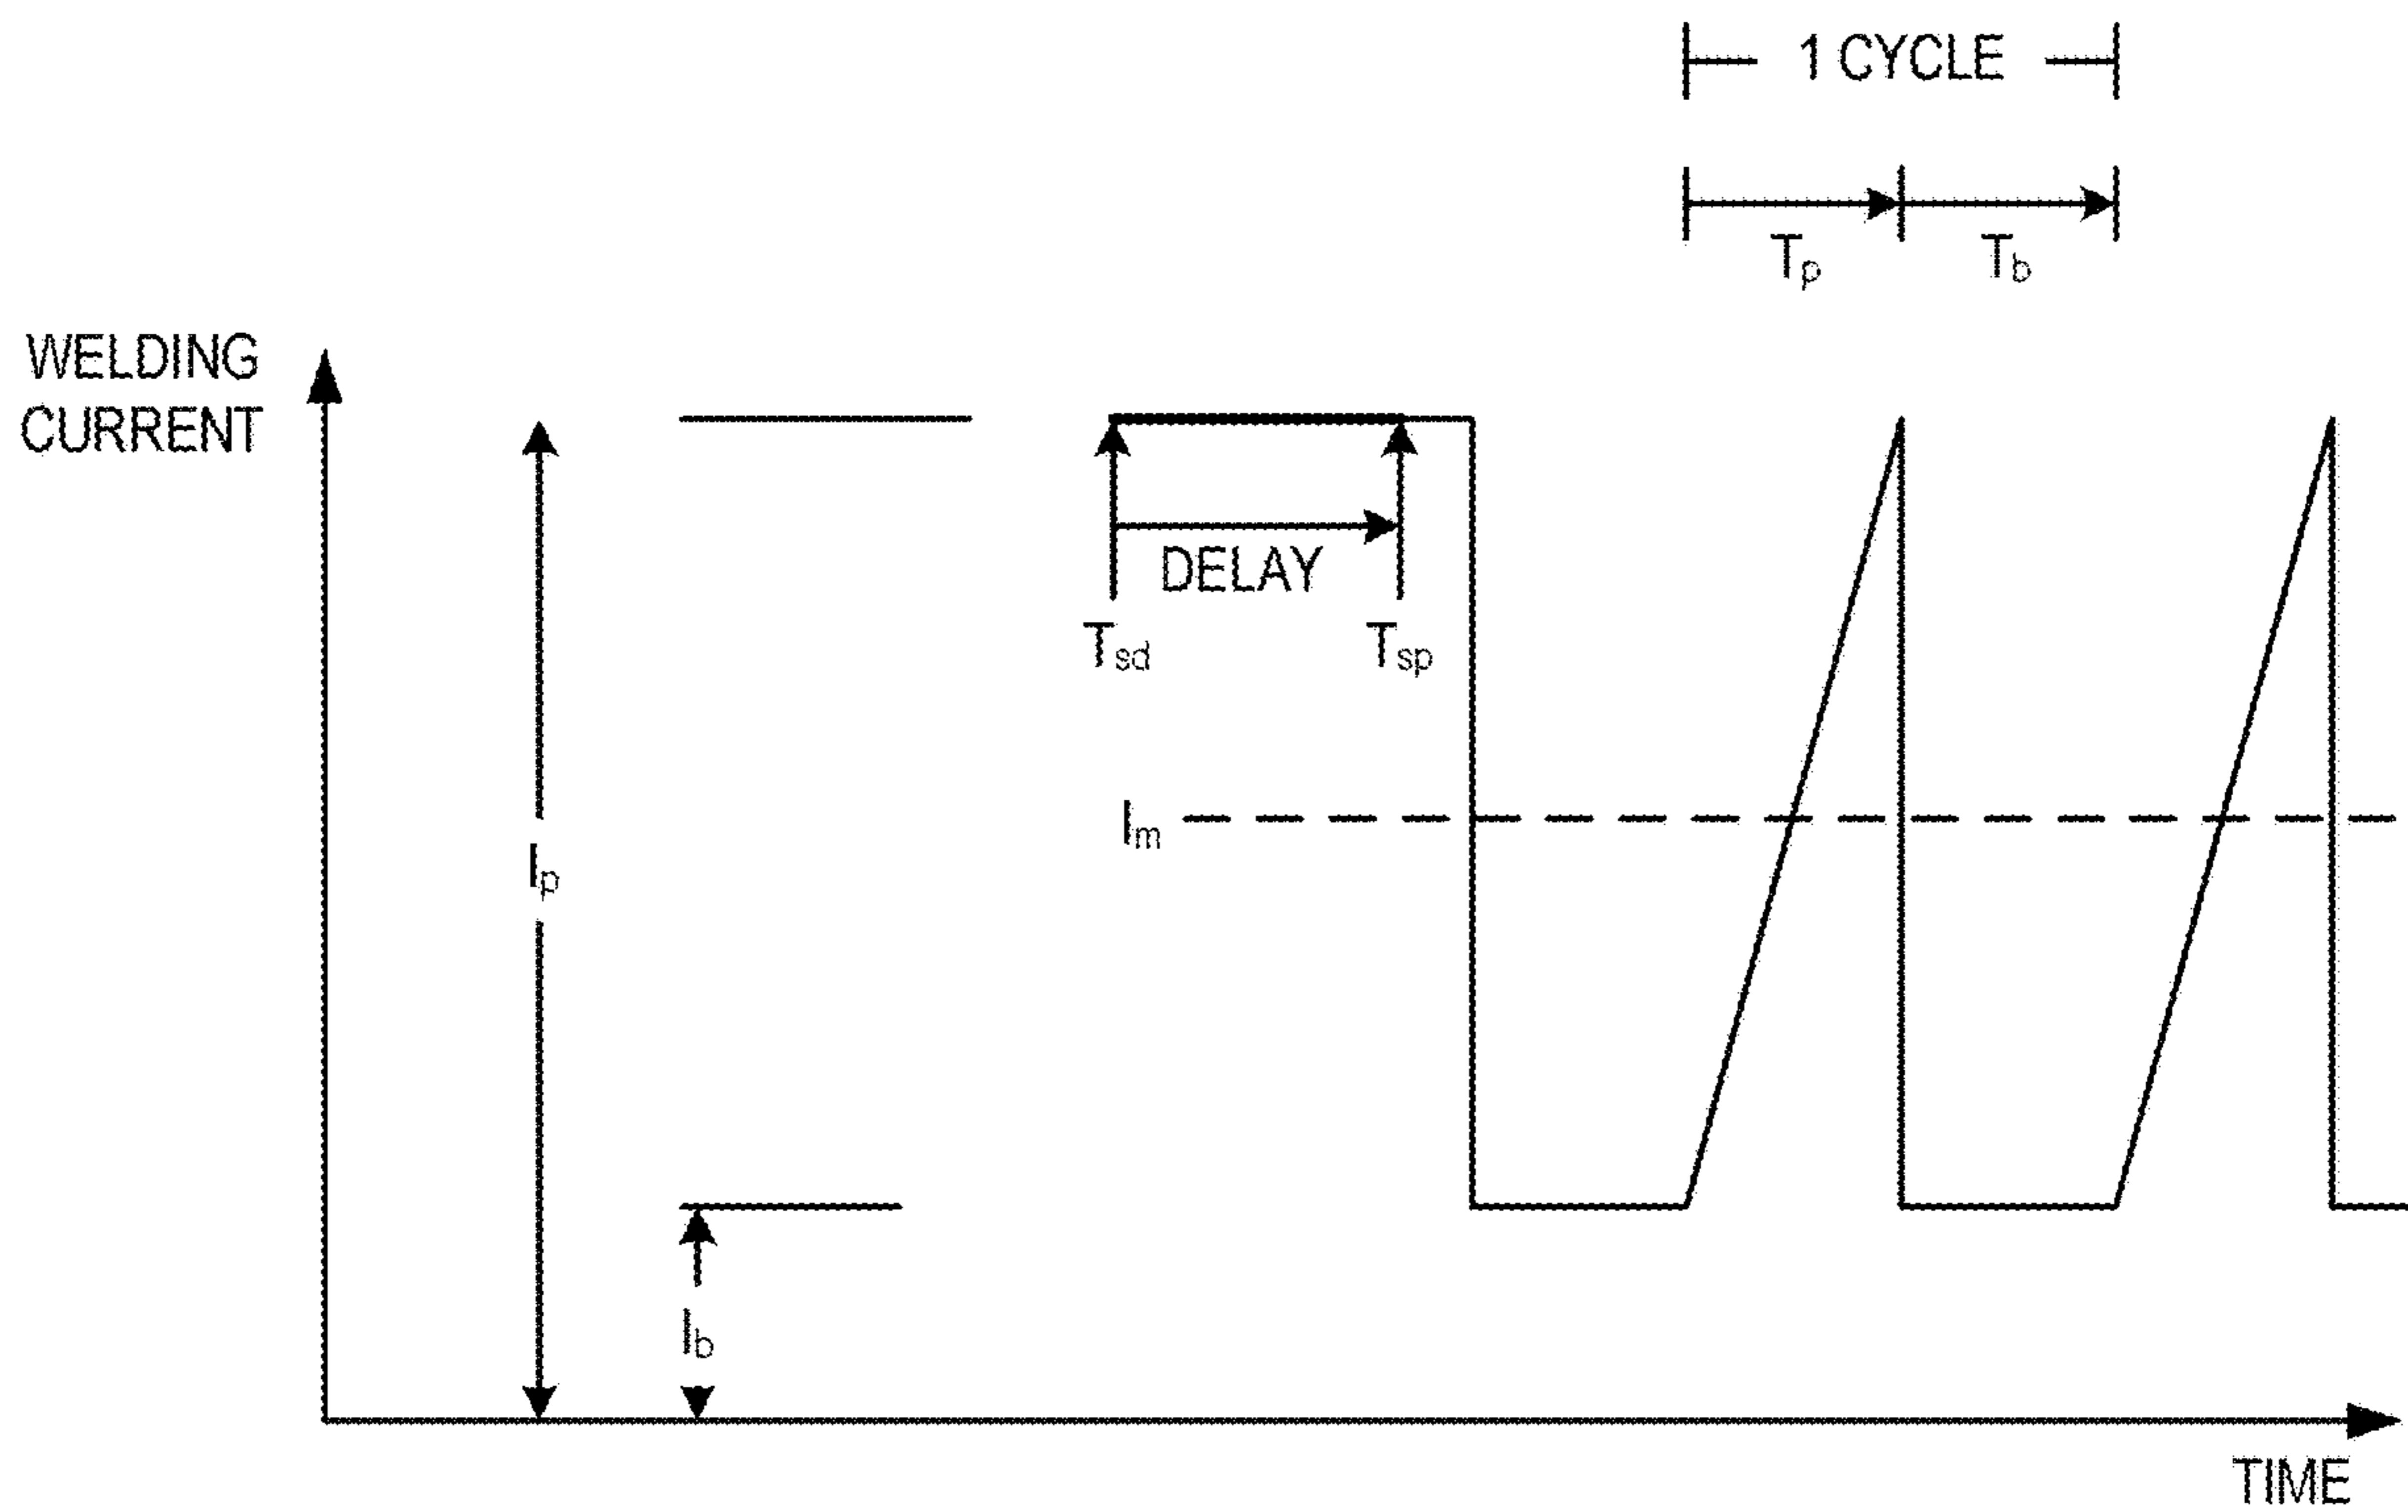 1 CYCLE
Tp Tb
WELDING
CURRENT
DELAY
Tsd Tsp
Im
Ip
Ib
TIME